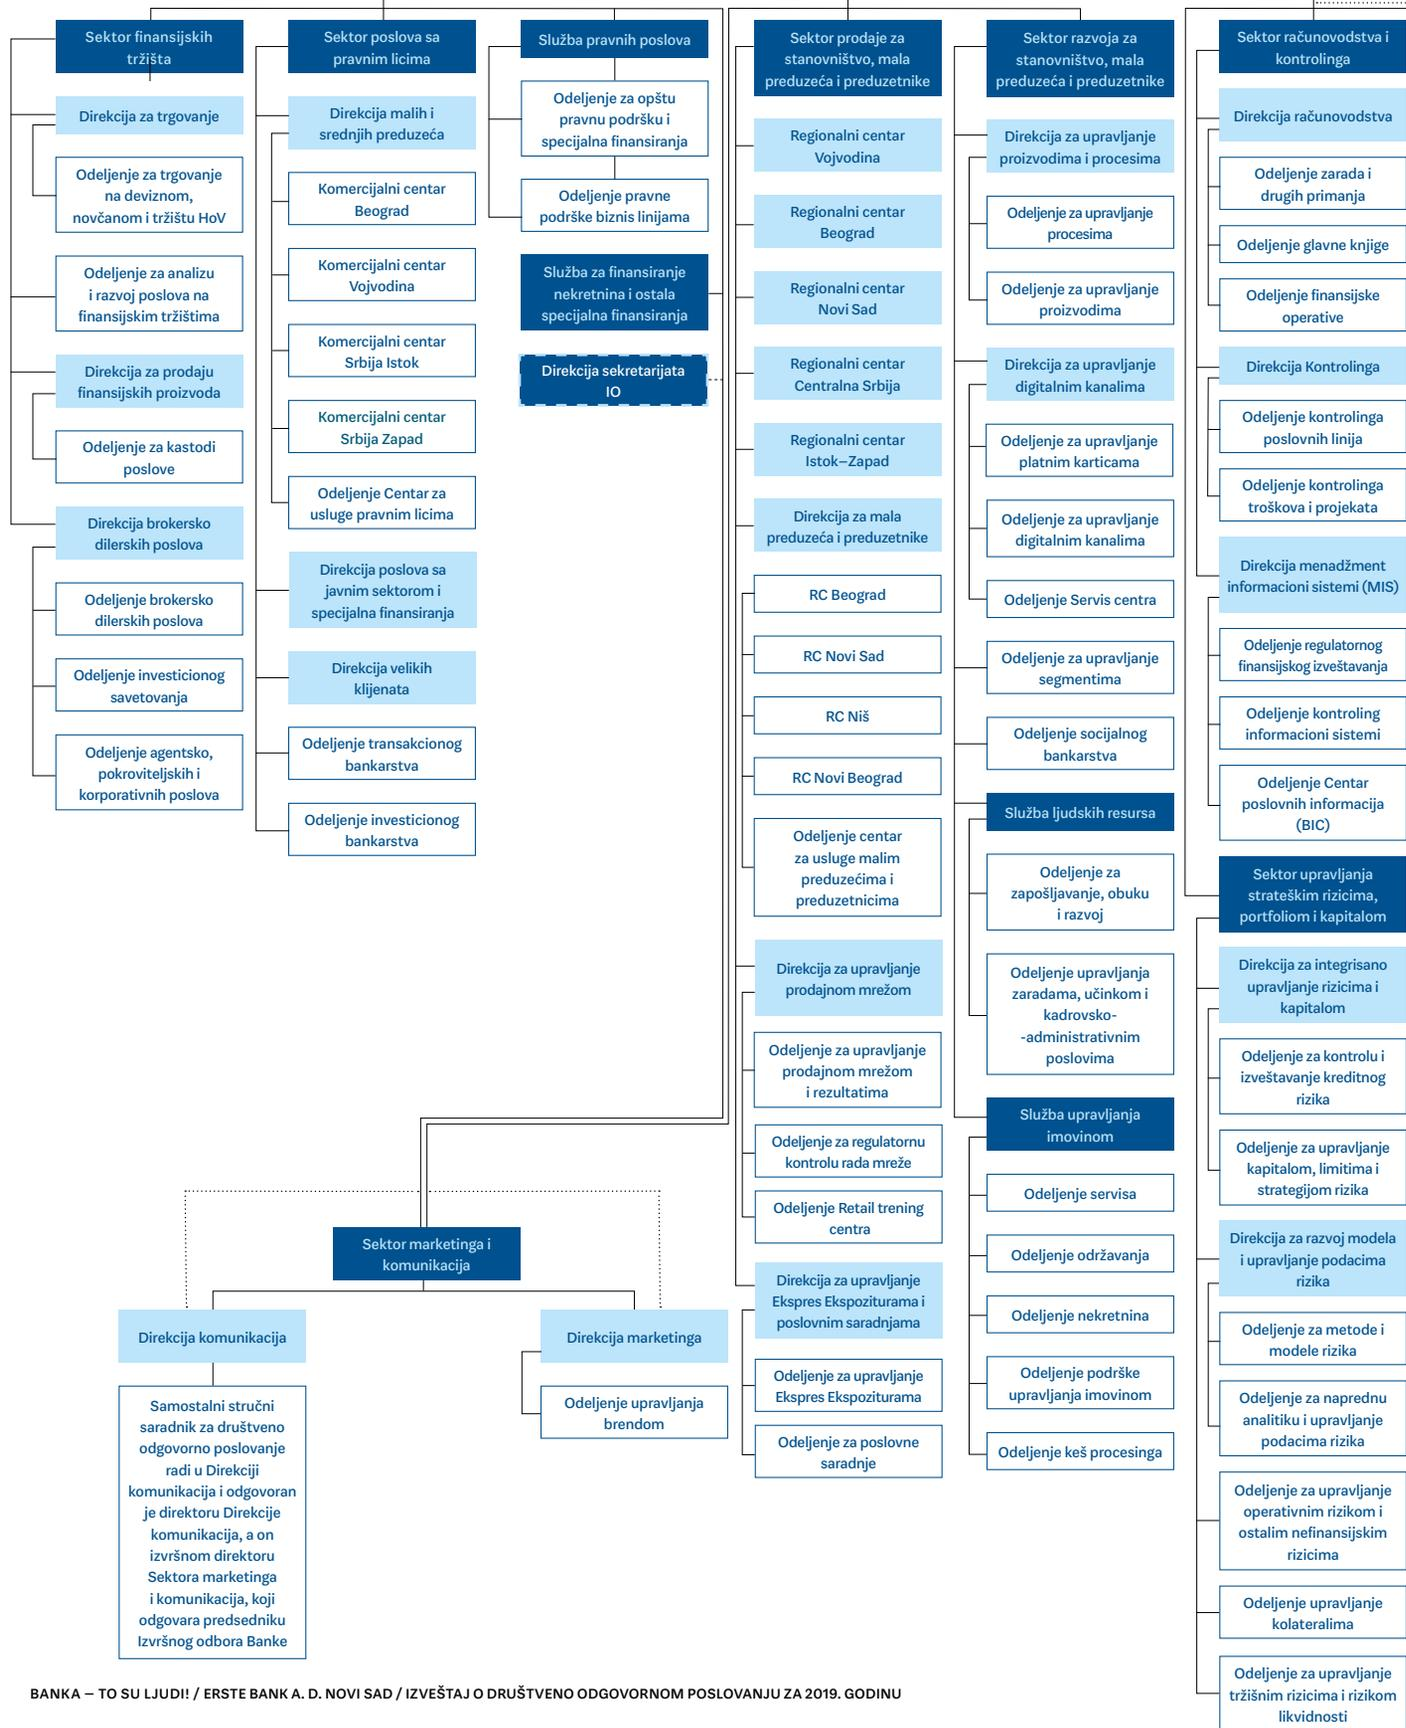 Sektor finansijskih
tržišta
Direkcija za trgovanje
Odeljenje za trgovanje
na deviznom,
novčanom i tržištu HoV
Odeljenje za analizu
i razvoj poslova na
finansijskim tržištima
Direkcija za prodaju
finansijskih proizvoda
Odeljenje za kastodi
poslove
Direkcija brokersko
dilerskih poslova
Odeljenje brokersko
dilerskih poslova
Odeljenje investicionog
savetovanja
Odeljenje agentsko,
pokroviteljskih i
korporativnih poslova
Sektor poslova sa
pravnim licima
Direkcija malih i
srednjih preduzeća
Komercijalni centar
Beograd
Komercijalni centar
Vojvodina
Komercijalni centar
Srbija Istok
Komercijalni centar
Srbija Zapad
Odeljenje Centar za
usluge pravnim licima
Direkcija poslova sa
javnim sektorom i
specijalna finansiranja
Direkcija velikih
klijenata
Odeljenje transakcionog
bankarstva
Odeljenje investicionog
bankarstva
Služba pravnih poslova
Odeljenje za opštu
pravnu podršku i
specijalna finansiranja
Odeljenje pravne
podrške biznis linijama
Služba za finansiranje
nekretnina i ostala
specijalna finansiranja
Direkcija sekretarijata
IO
Sektor marketinga i
komunikacija
Direkcija komunikacija
Samostalni stručni
saradnik za društveno
odgovorno poslovanje
radi u Direkciji
komunikacija i odgovoran
je direktoru Direkcije
komunikacija, a on
izvršnom direktoru
Sektora marketinga
i komunikacija, koji
odgovara predsedniku
Izvršnog odbora Banke
Direkcija marketinga
Odeljenje upravljanja
brendom
Sektor prodaje za
stanovništvo, mala
preduzeća i preduzetnike
Regionalni centar
Vojvodina
Regionalni centar
Beograd
Regionalni centar
Novi Sad
Regionalni centar
Centralna Srbija
Regionalni centar
Istok–Zapad
Direkcija za mala
preduzeća i preduzetnike
RC Beograd
RC Novi Sad
RC Niš
RC Novi Beograd
Odeljenje centar
za usluge malim
preduzećima i
preduzetnicima
Direkcija za upravljanje
prodajnom mrežom
Odeljenje za upravljanje
prodajnom mrežom
i rezultatima
Odeljenje za regulatornu
kontrolu rada mreže
Odeljenje Retail trening
centra
Direkcija za upravljanje
Ekspres Ekspoziturama i
poslovnim saradnjama
Odeljenje za upravljanje
Ekspres Ekspoziturama
Odeljenje za poslovne
saradnje
Sektor razvoja za
stanovništvo, mala
preduzeća i preduzetnike
Direkcija za upravljanje
proizvodima i procesima
Odeljenje za upravljanje
procesima
Odeljenje za upravljanje
proizvodima
Direkcija za upravljanje
digitalnim kanalima
Odeljenje za upravljanje
platnim karticama
Odeljenje za upravljanje
digitalnim kanalima
Odeljenje Servis centra
Odeljenje za upravljanje
segmentima
Odeljenje socijalnog
bankarstva
Služba ljudskih resursa
Odeljenje za
zapošljavanje, obuku
i razvoj
Odeljenje upravljanja
zaradama, učinkom i
kadrovsko-
-administrativnim
poslovima
Služba upravljanja
imovinom
Odeljenje servisa
Odeljenje održavanja
Odeljenje nekretnina
Odeljenje podrške
upravljanja imovinom
Odeljenje keš procesinga
Sektor računovodstva i
kontrolinga
Direkcija računovodstva
Odeljenje zarada i
drugih primanja
Odeljenje glavne knjige
Odeljenje finansijske
operative
Direkcija Kontrolinga
Odeljenje kontrolinga
poslovnih linija
Odeljenje kontrolinga
troškova i projekata
Direkcija menadžment
informacioni sistemi (MIS)
Odeljenje regulatornog
finansijskog izveštavanja
Odeljenje kontroling
informacioni sistemi
Odeljenje Centar
poslovnih informacija
(BIC)
Sektor upravljanja
strateškim rizicima,
portfoliom i kapitalom
Direkcija za integrisano
upravljanje rizicima i
kapitalom
Odeljenje za kontrolu i
izveštavanje kreditnog
rizika
Odeljenje za upravljanje
kapitalom, limitima i
strategijom rizika
Direkcija za razvoj modela
i upravljanje podacima
rizika
Odeljenje za metode i
modele rizika
Odeljenje za naprednu
analitiku i upravljanje
podacima rizika
Odeljenje za upravljanje
operativnim rizikom i
ostalim nefinansijskim
rizicima
Odeljenje upravljanje
kolateralima
Odeljenje za upravljanje
tržišnim rizicima i rizikom
likvidnosti
BANKA – TO SU LJUDI! / ERSTE BANK A. D. NOVI SAD / IZVEŠTAJ O DRUŠTVENO ODGOVORNOM POSLOVANJU ZA 2019. GODINU